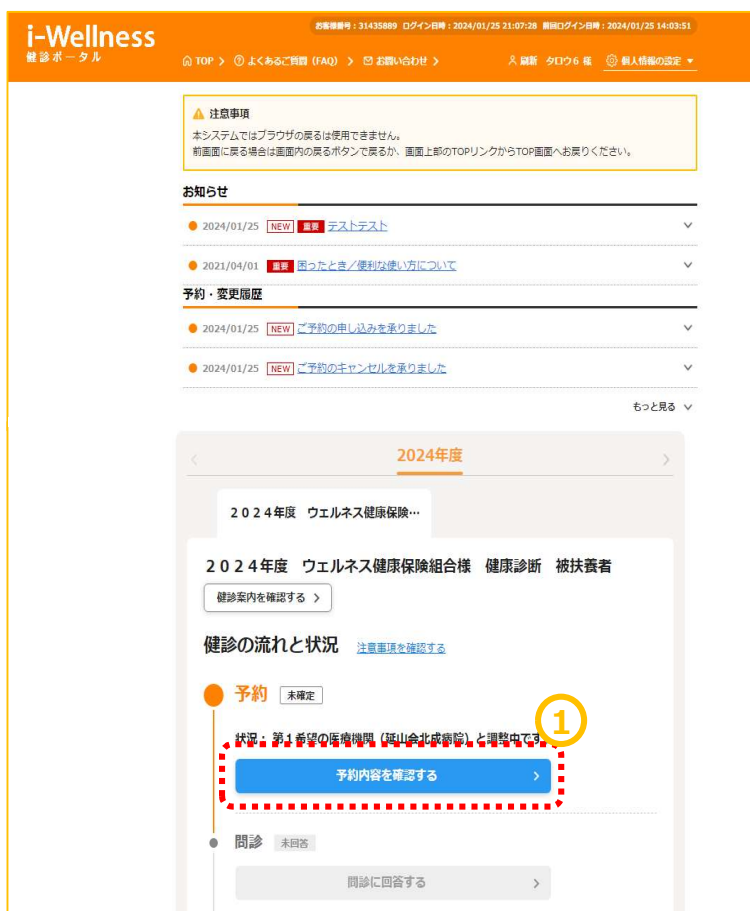 i-Wellness
健診ポータル
お客様番号：31435889 ログイン日時：2024/01/25 21:07:28 前回ログイン日時：2024/01/25 14:03:51
TOP > よくあるご質問 (FAQ) > お問い合わせ > 刷新 タロウ6 様 個人情報の設定 ▼
注意事項
本システムではブラウザの戻るは使用できません。
前画面に戻る場合は画面内の戻るボタンで戻るか、画面上部のTOPリンクからTOP画面へお戻りください。
お知らせ
2024/01/25 NEW 重要 テストテスト
2021/04/01 重要 困ったとき／便利な使い方について
予約・変更履歴
2024/01/25 NEW ご予約の申し込みを承りました
2024/01/25 NEW ご予約のキャンセルを承りました
もっと見る
2024年度
２０２４年度　ウェルネス健康保険…
２０２４年度　ウェルネス健康保険組合様　健康診断　被扶養者
健診案内を確認する >
健診の流れと状況 注意事項を確認する
予約 未確定
1
状況： 第１希望の医療機関（延山会北成病院）と調整中です
予約内容を確認する >
問診 未回答
問診に回答する >